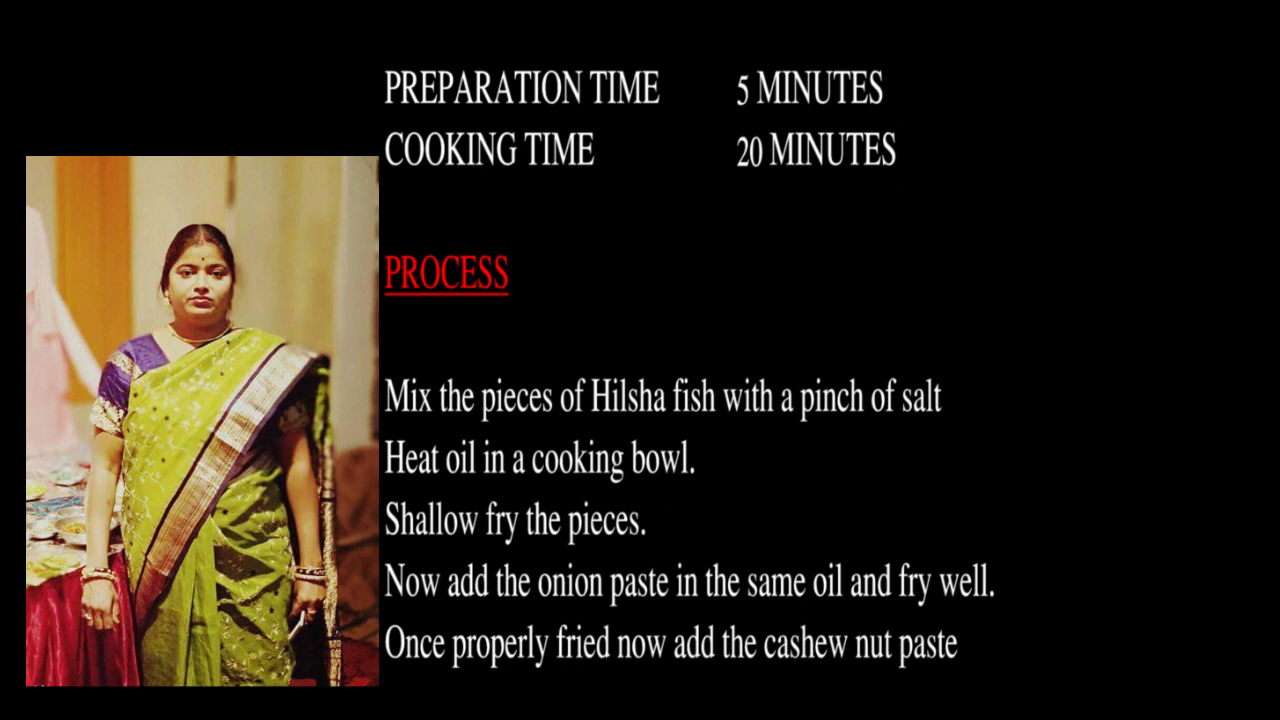 PREPARATION TIME 5 MINUTES
COOKING TIME 20 MINUTES
PROCESS
Mix the pieces of Hilsha fish with a pinch of salt
Heat oil in a cooking bowl.
Shallow fry the pieces.
Now add the onion paste in the same oil and fry well.
Once properly fried now add the cashew nut paste